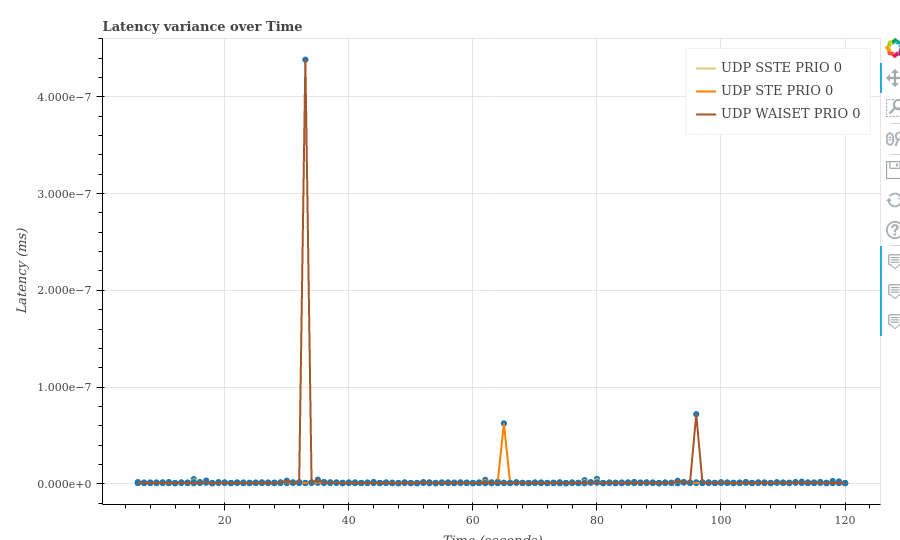 Latency variance over Time
UDP SSTE PRIO 0
UDP STE PRIO 0
UDP WAISET PRIO 0
Latency (ms)
4.000e−7
3.000e−7
2.000e−7
1.000e−7
0.000e+0
20 40 60 80 100 120
Time (seconds)